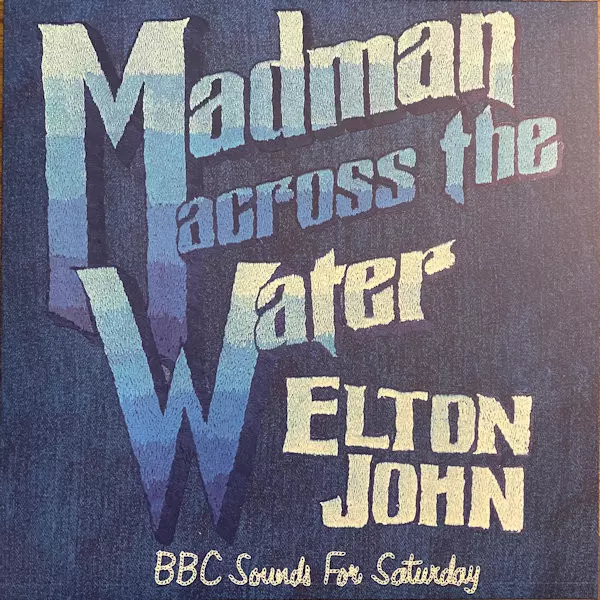 Madman
across the
Water
ELTON
JOHN
BBC Sounds For Saturday